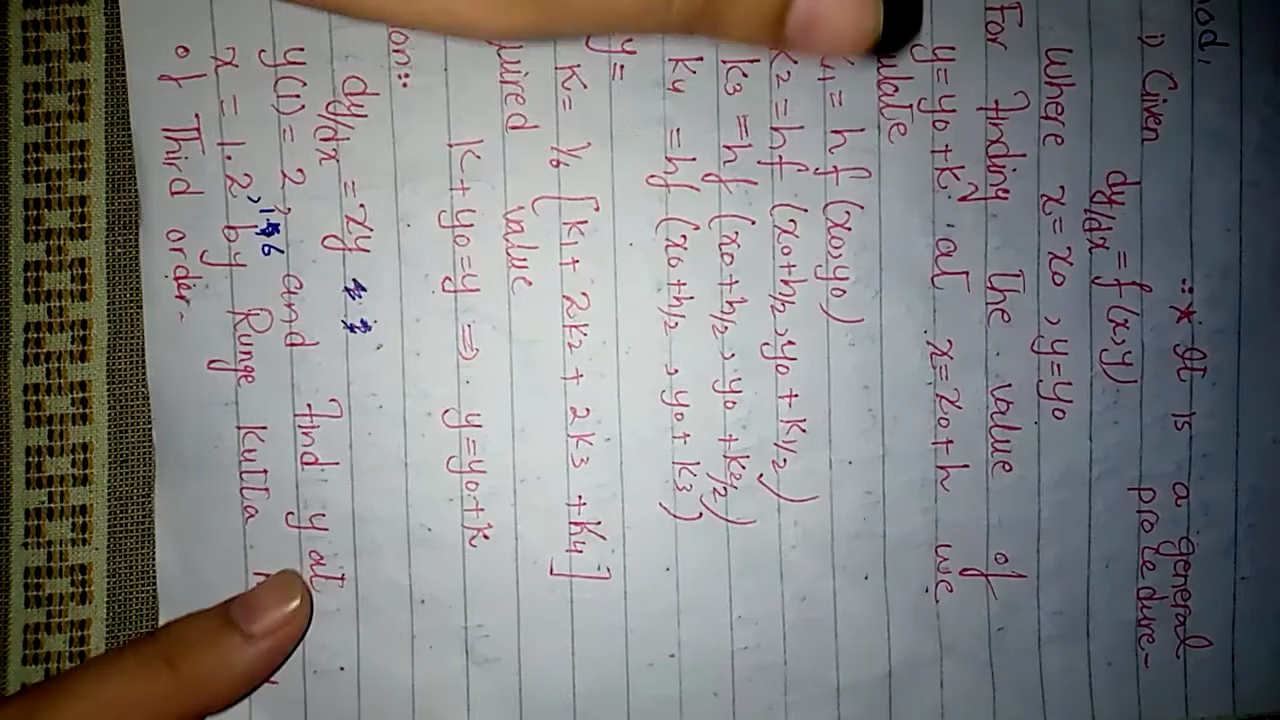 nod,
:* It is a general
1) Given procedure-
dy/dx = f(x,y)
Where x=x0 , y=y0
For Finding The value of
y=y0+k at x=x0+h we
ulate
k1 = hf (x0,y0)
k2 = hf (x0+h/2, y0+k1/2)
k3 = hf (x0+h/2, y0+k2/2)
k4 = hf (x0+h/2, y0+k3)
y=
K= 1/6 [k1 + 2k2 + 2k3 + k4]
uired value
K+y0=y => y=y0+k
on::
dy/dx = xy
y(1) = 2, and Find y at
x = 1.2, by Runge kutta
of Third order-